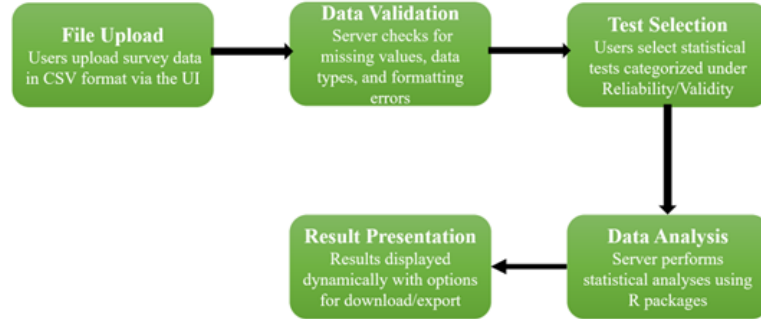 File Upload
Users upload survey data
in CSV format via the UI
Data Validation
Server checks for
missing values, data
types, and formatting
errors
Test Selection
Users select statistical
tests categorized under
Reliability/Validity
Data Analysis
Server performs
statistical analyses using
R packages
Result Presentation
Results displayed
dynamically with options
for download/export